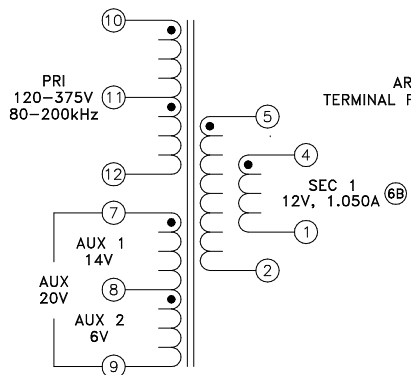 10
AR
TERMINAL F
PRI
120-375V
80-200kHz
11
5
4
12
SEC 1
12V, 1.050A
6B
7
1
AUX 1
14V
AUX
20V
8
2
AUX 2
6V
9